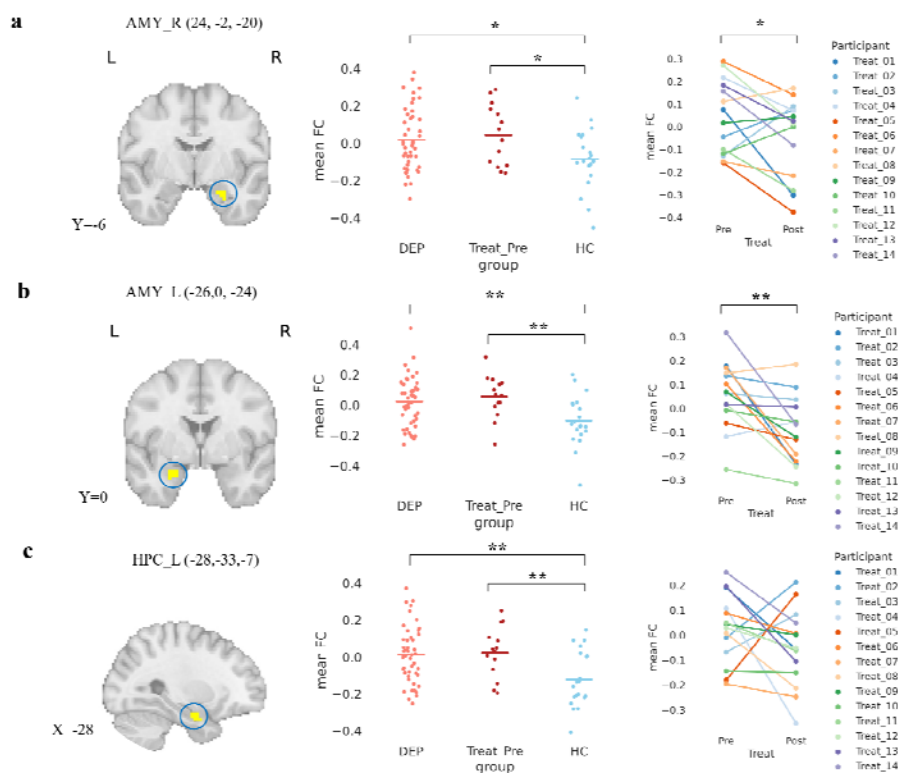 a
AMY_R (24, -2, -20)
L
R
Y=-6
*
*
mean FC
0.4
0.2
0.0
−0.2
−0.4
DEP
Treat_Pre
HC
group
*
mean FC
0.3
0.2
0.1
0.0
−0.1
−0.2
−0.3
−0.4
Pre
Post
Treat
Participant
Treat_01
Treat_02
Treat_03
Treat_04
Treat_05
Treat_06
Treat_07
Treat_08
Treat_09
Treat_10
Treat_11
Treat_12
Treat_13
Treat_14
b
AMY_L (-26,0, -24)
L
R
Y=0
**
**
mean FC
0.4
0.2
0.0
−0.2
−0.4
DEP
Treat_Pre
HC
group
**
mean FC
0.3
0.2
0.1
0.0
−0.1
−0.2
−0.3
Pre
Post
Treat
Participant
Treat_01
Treat_02
Treat_03
Treat_04
Treat_05
Treat_06
Treat_07
Treat_08
Treat_09
Treat_10
Treat_11
Treat_12
Treat_13
Treat_14
c
HPC_L (-28,-33,-7)
X -28
**
**
mean FC
0.4
0.2
0.0
−0.2
−0.4
DEP
Treat_Pre
HC
group
mean FC
0.2
0.1
0.0
−0.1
−0.2
−0.3
Pre
Post
Treat
Participant
Treat_01
Treat_02
Treat_03
Treat_04
Treat_05
Treat_06
Treat_07
Treat_08
Treat_09
Treat_10
Treat_11
Treat_12
Treat_13
Treat_14